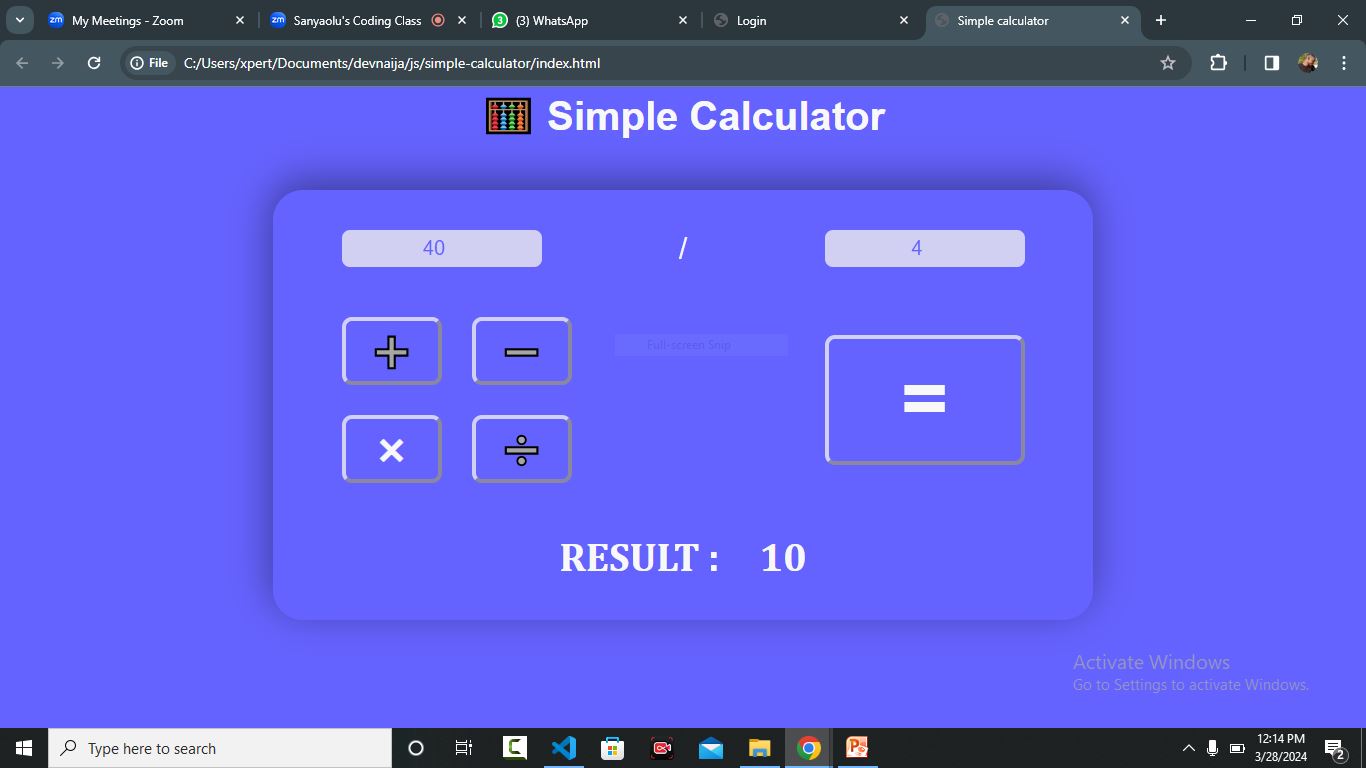 My Meetings - Zoom
Sanyaolu's Coding Class
(3) WhatsApp
Login
Simple calculator
File
C:/Users/xpert/Documents/devnaija/js/simple-calculator/index.html
🧮 Simple Calculator
40
/
4
+
−
Full-screen Snip
×
÷
=
RESULT : 10
Activate Windows
Go to Settings to activate Windows.
Type here to search
12:14 PM
3/28/2024
2